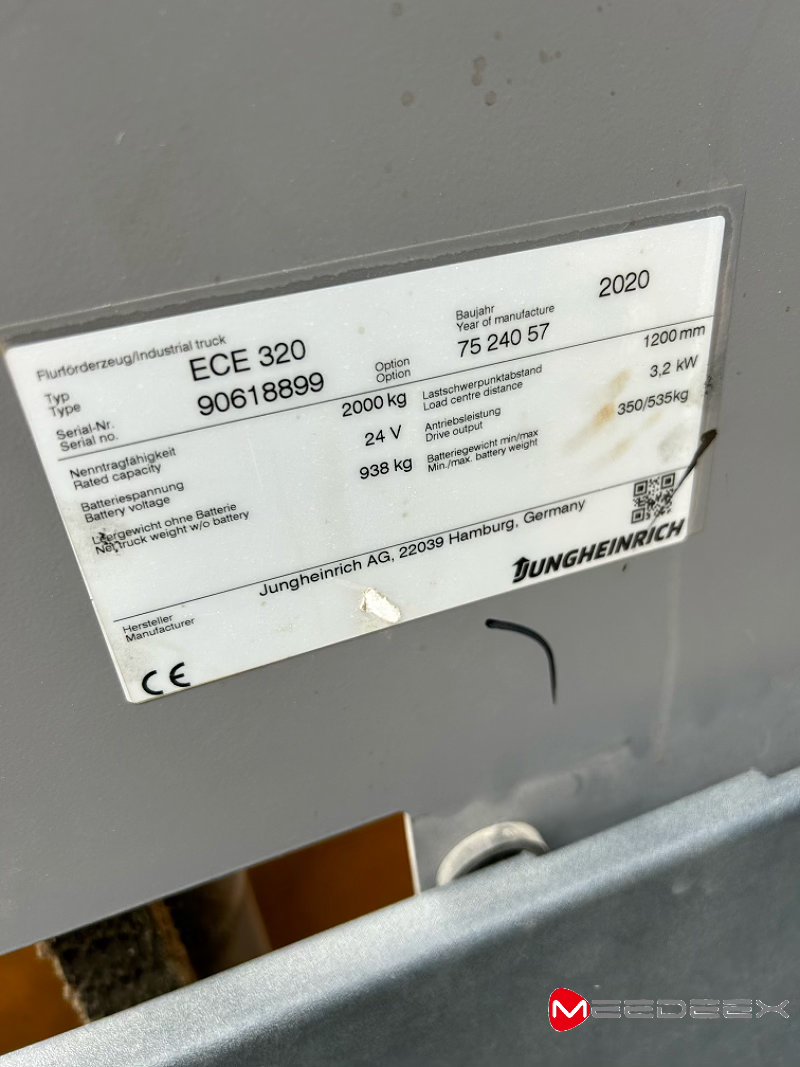 Flurförderzeug/Industrial truck
Typ
Type
ECE 320
Option
Option
Baujahr
Year of manufacture
2020
Serial-Nr.
Serial no.
90618899
75 240 57
Nenntragfähigkeit
Rated capacity
2000 kg
Lastschwerpunktabstand
Load centre distance
1200 mm
Batteriespannung
Battery voltage
24 V
Antriebsleistung
Drive output
3,2 kW
Leergewicht ohne Batterie
Net truck weight w/o battery
938 kg
Batteriegewicht min/max
Min./max. battery weight
350/535kg
Hersteller
Manufacturer
Jungheinrich AG, 22039 Hamburg, Germany
JUNGHEINRICH
CE
MEEDEEX